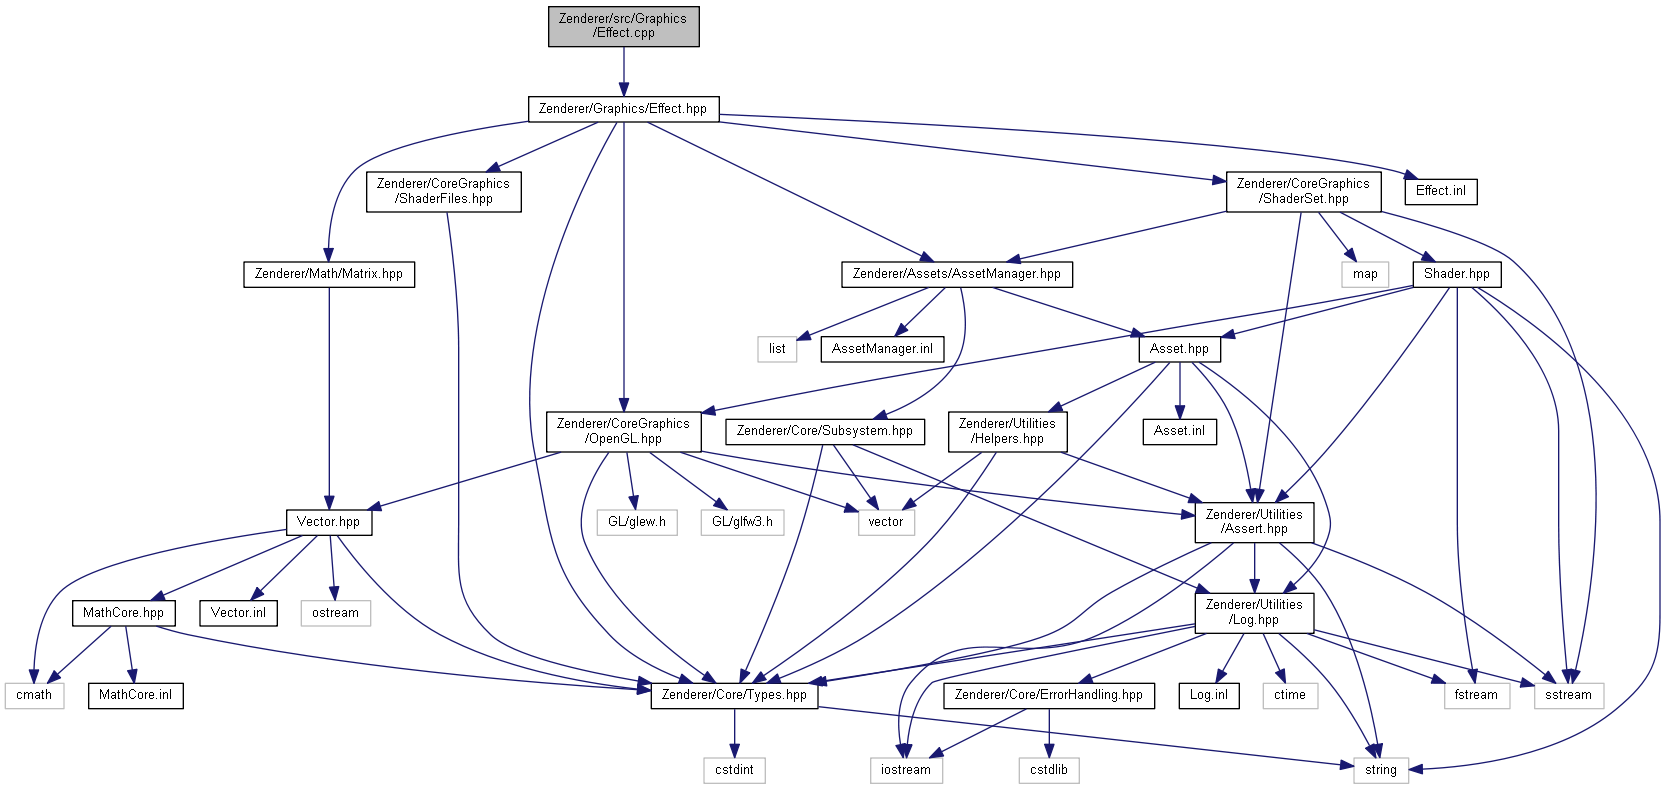 Zenderer/src/Graphics
/Effect.cpp
Zenderer/Graphics/Effect.hpp
Zenderer/CoreGraphics
/ShaderFiles.hpp
Zenderer/CoreGraphics
/ShaderSet.hpp
Effect.inl
Zenderer/Math/Matrix.hpp
Zenderer/Assets/AssetManager.hpp
map
Shader.hpp
list
AssetManager.inl
Asset.hpp
Zenderer/CoreGraphics
/OpenGL.hpp
Zenderer/Core/Subsystem.hpp
Zenderer/Utilities
/Helpers.hpp
Asset.inl
Vector.hpp
GL/glew.h
GL/glfw3.h
vector
Zenderer/Utilities
/Assert.hpp
MathCore.hpp
Vector.inl
ostream
Zenderer/Utilities
/Log.hpp
cmath
MathCore.inl
Zenderer/Core/Types.hpp
Zenderer/Core/ErrorHandling.hpp
Log.inl
ctime
fstream
sstream
cstdint
iostream
cstdlib
string